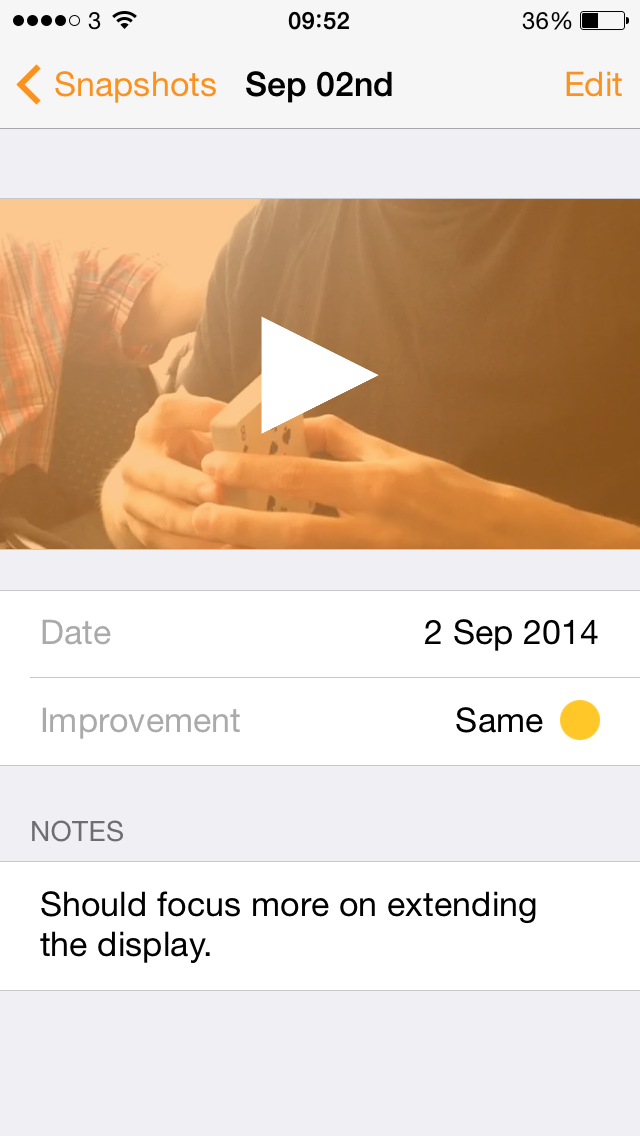 3 09:52 36%
Snapshots Sep 02nd Edit
Date 2 Sep 2014
Improvement Same
NOTES
Should focus more on extending
the display.